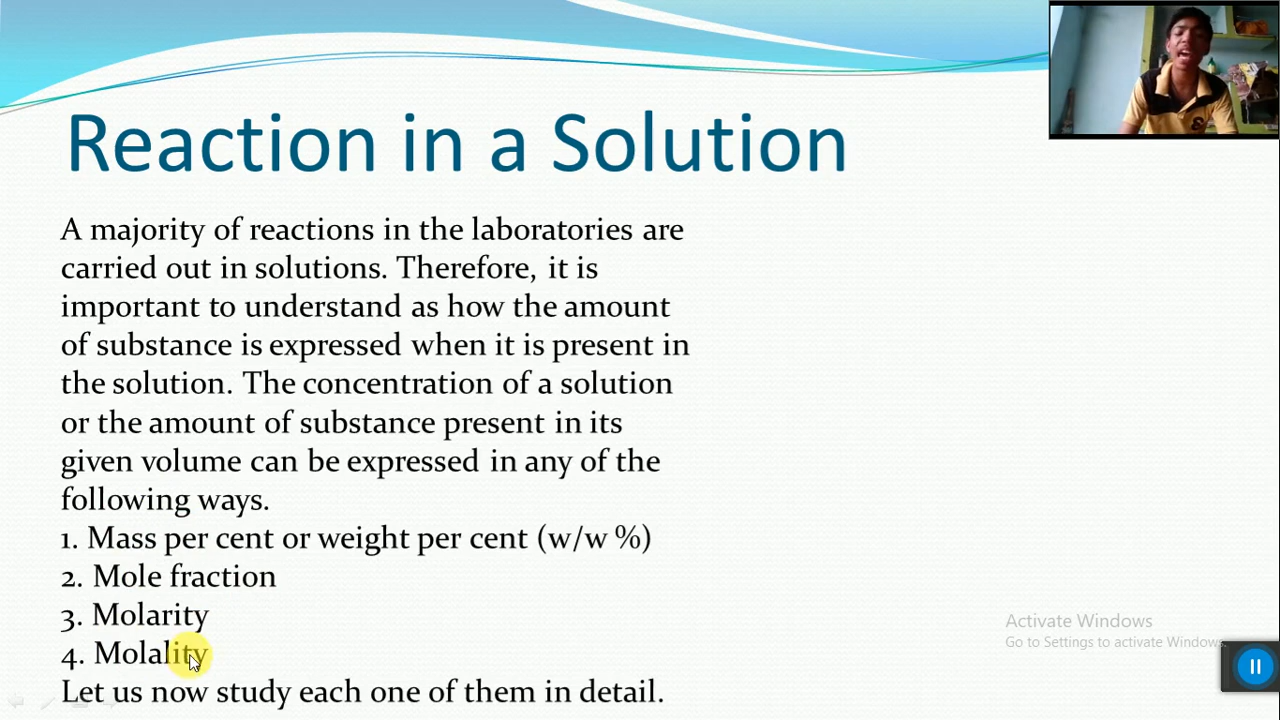 Reaction in a Solution
A majority of reactions in the laboratories are
carried out in solutions. Therefore, it is
important to understand as how the amount
of substance is expressed when it is present in
the solution. The concentration of a solution
or the amount of substance present in its
given volume can be expressed in any of the
following ways.
1. Mass per cent or weight per cent (w/w %)
2. Mole fraction
3. Molarity
4. Molality
Let us now study each one of them in detail.
Activate Windows
Go to Settings to activate Windows.